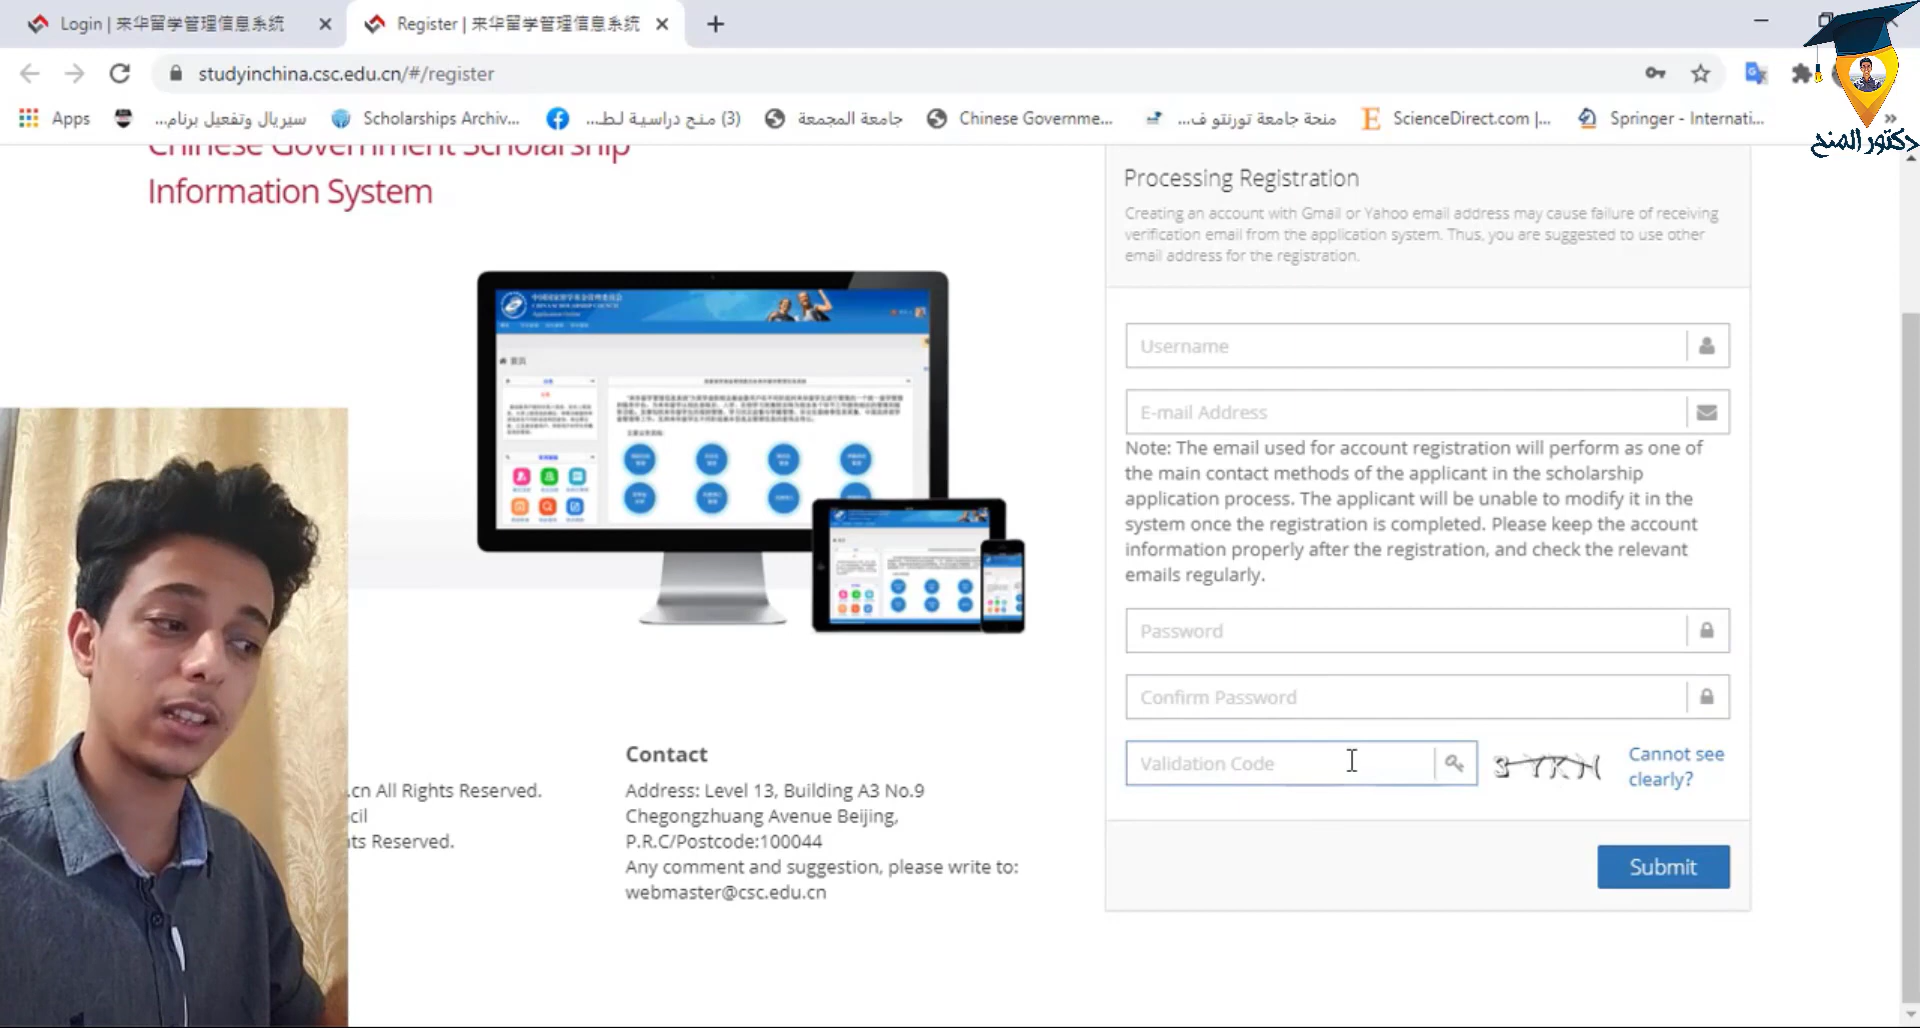 Login | 来华留学管理信息系统
Register | 来华留学管理信息系统
studyinchina.csc.edu.cn/#/register
Apps
سيريال وتفعيل برنام...
Scholarships Archiv...
(3) منح دراسية لط...
جامعة المجمعة
Chinese Governme...
منحة جامعة تورنتو ف...
ScienceDirect.com |...
Springer - Internati...
»
دكتور المنح
Chinese Government Scholarship
Information System
Processing Registration
Creating an account with Gmail or Yahoo email address may cause failure of receiving
verification email from the application system. Thus, you are suggested to use other
email address for the registration.
Username
E-mail Address
Note: The email used for account registration will perform as one of
the main contact methods of the applicant in the scholarship
application process. The applicant will be unable to modify it in the
system once the registration is completed. Please keep the account
information properly after the registration, and check the relevant
emails regularly.
Password
Confirm Password
Validation Code
Cannot see
clearly?
Submit
.cn All Rights Reserved.
cil
ts Reserved.
Contact
Address: Level 13, Building A3 No.9
Chegongzhuang Avenue Beijing,
P.R.C/Postcode:100044
Any comment and suggestion, please write to:
webmaster@csc.edu.cn